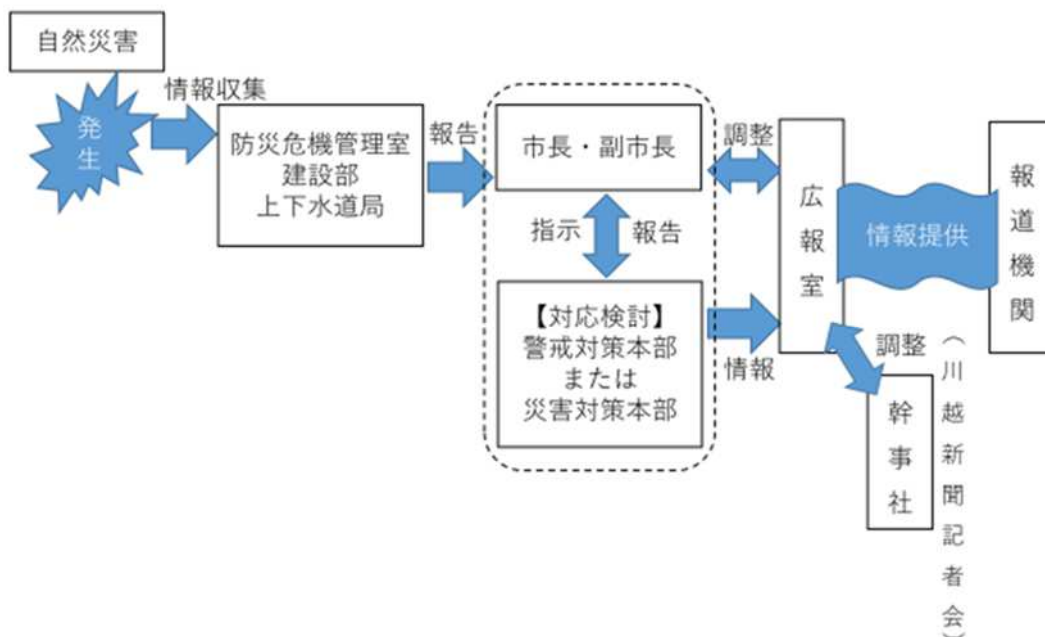 自然災害
発生
情報収集
防災危機管理室
建設部
上下水道局
報告
市長・副市長
指示
報告
【対応検討】
警戒対策本部
または
災害対策本部
調整
情報
広報室
情報提供
報道機関
調整
幹事社
（川越新聞記者会）